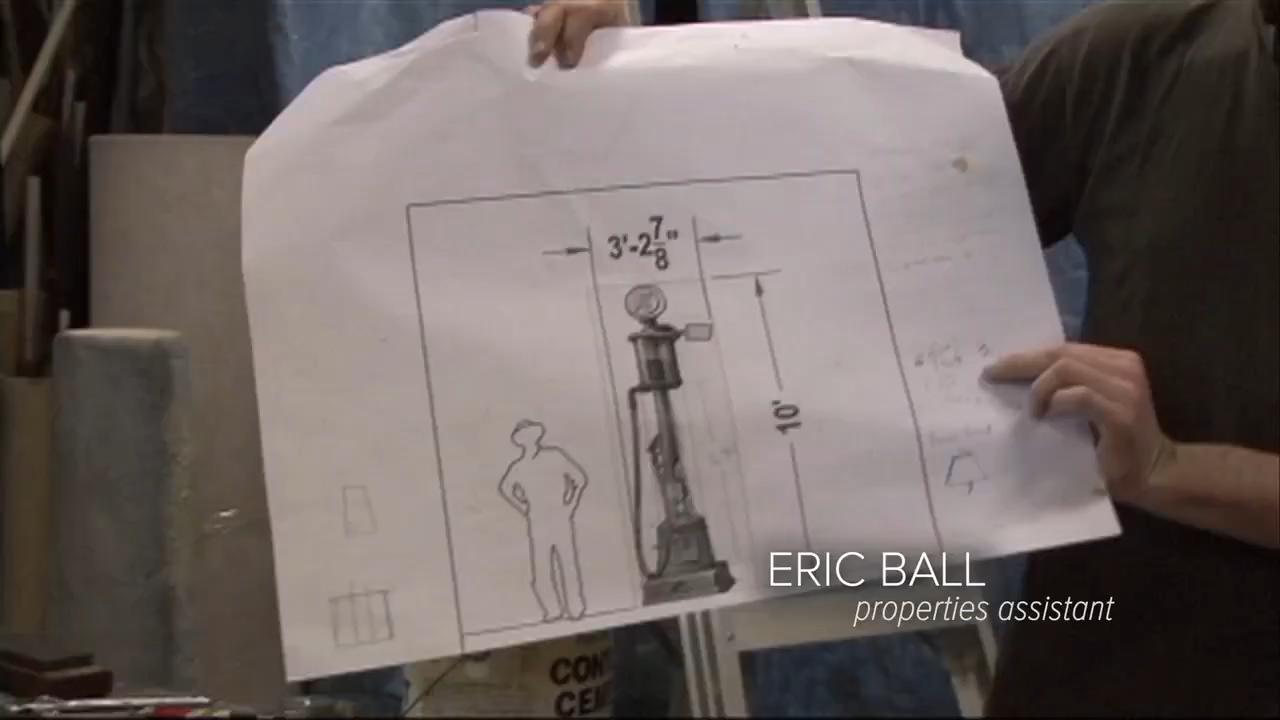 3'-2 7/8"
10'
ERIC BALL
properties assistant
CON
CEM